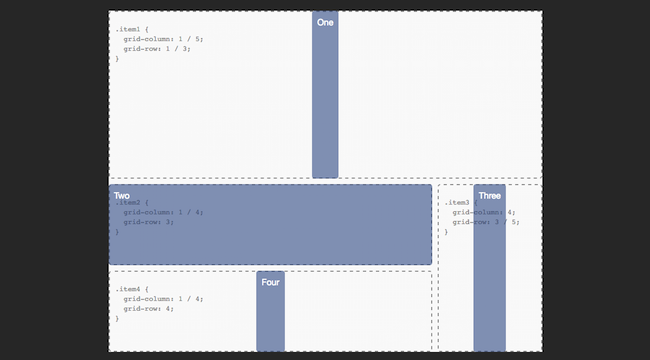 One
.item1 {
grid-column: 1 / 5;
grid-row: 1 / 3;
}
Two
.item2 {
grid-column: 1 / 4;
grid-row: 3;
}
Three
.item3 {
grid-column: 4;
grid-row: 3 / 5;
}
Four
.item4 {
grid-column: 1 / 4;
grid-row: 4;
}